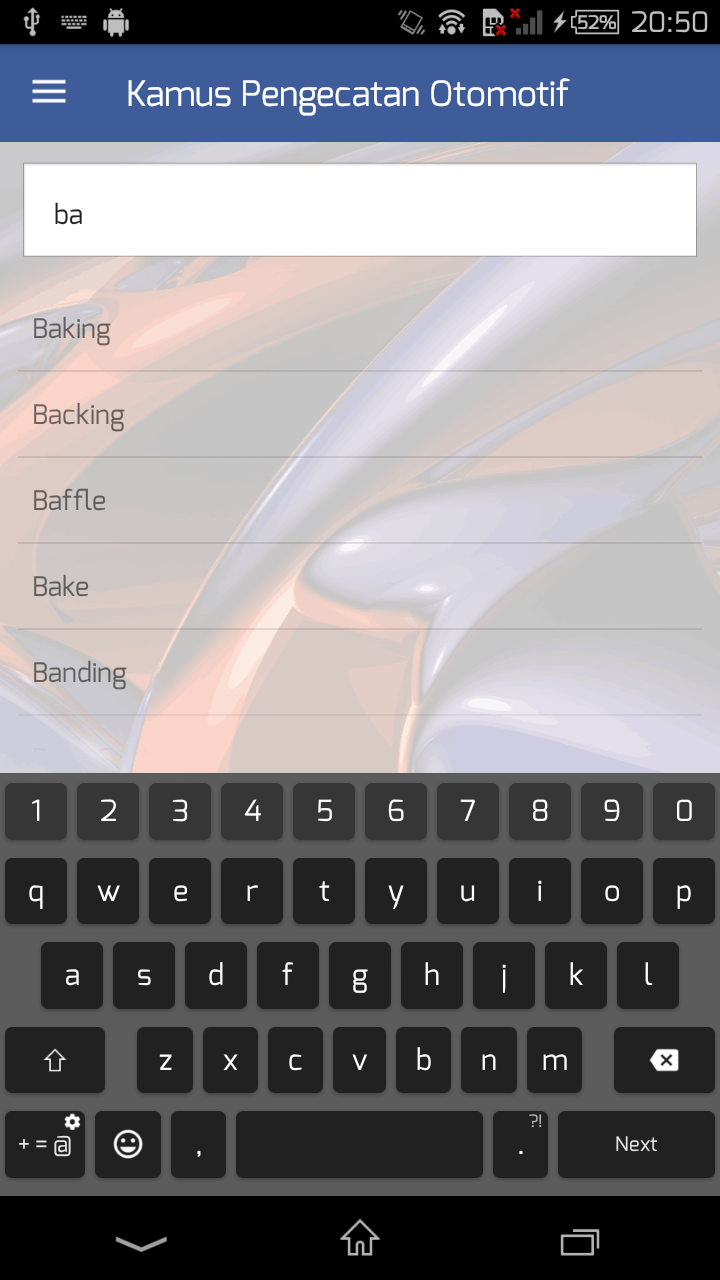 52% 20:50
Kamus Pengecatan Otomotif
ba
Baking
Backing
Baffle
Bake
Banding
1 2 3 4 5 6 7 8 9 0
q w e r t y u i o p
a s d f g h j k l
z x c v b n m
+ = @ , . ?! Next